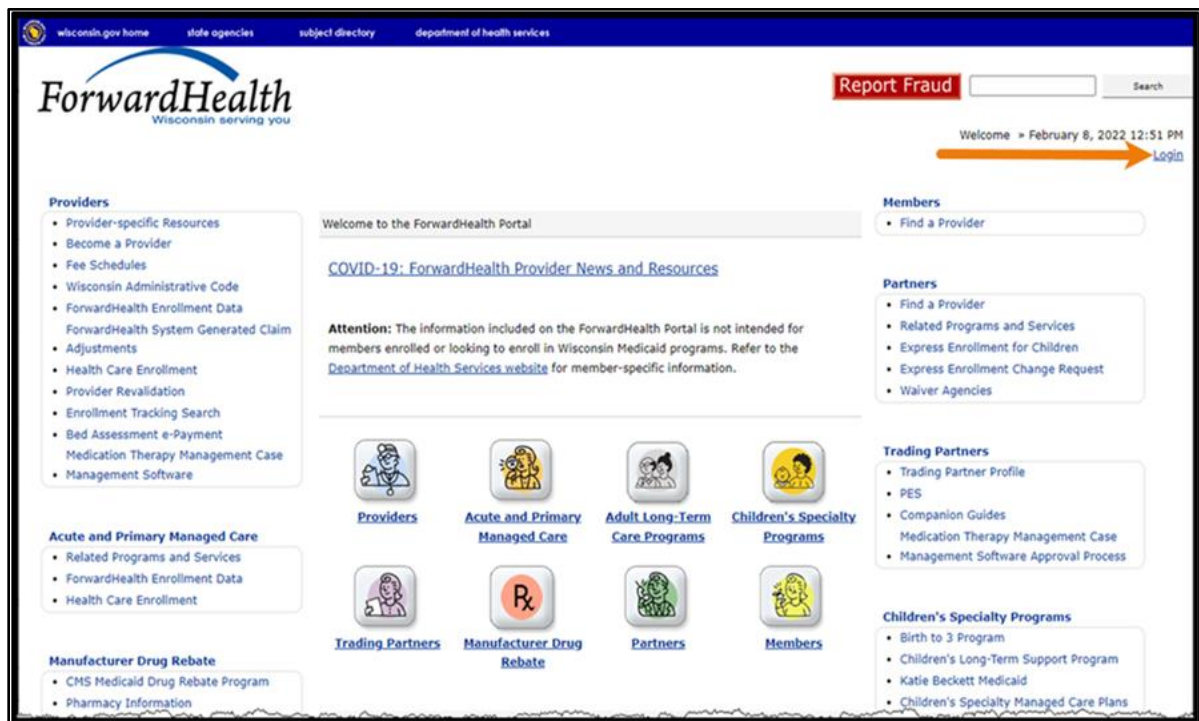 wisconsin.gov home state agencies subject directory department of health services
ForwardHealth
Wisconsin serving you
Report Fraud Search
Welcome » February 8, 2022 12:51 PM
Login
Providers
• Provider-specific Resources
• Become a Provider
• Fee Schedules
• Wisconsin Administrative Code
• ForwardHealth Enrollment Data
ForwardHealth System Generated Claim
• Adjustments
• Health Care Enrollment
• Provider Revalidation
• Enrollment Tracking Search
• Bed Assessment e-Payment
Medication Therapy Management Case
• Management Software
Acute and Primary Managed Care
• Related Programs and Services
• ForwardHealth Enrollment Data
• Health Care Enrollment
Manufacturer Drug Rebate
• CMS Medicaid Drug Rebate Program
• Pharmacy Information
Welcome to the ForwardHealth Portal
COVID-19: ForwardHealth Provider News and Resources
Attention: The information included on the ForwardHealth Portal is not intended for
members enrolled or looking to enroll in Wisconsin Medicaid programs. Refer to the
Department of Health Services website for member-specific information.
Providers
Acute and Primary
Managed Care
Adult Long-Term
Care Programs
Children's Specialty
Programs
Trading Partners
Rx
Manufacturer Drug
Rebate
Partners
Members
Members
• Find a Provider
Partners
• Find a Provider
• Related Programs and Services
• Express Enrollment for Children
• Express Enrollment Change Request
• Waiver Agencies
Trading Partners
• Trading Partner Profile
• PES
• Companion Guides
Medication Therapy Management Case
• Management Software Approval Process
Children's Specialty Programs
• Birth to 3 Program
• Children's Long-Term Support Program
• Katie Beckett Medicaid
• Children's Specialty Managed Care Plans